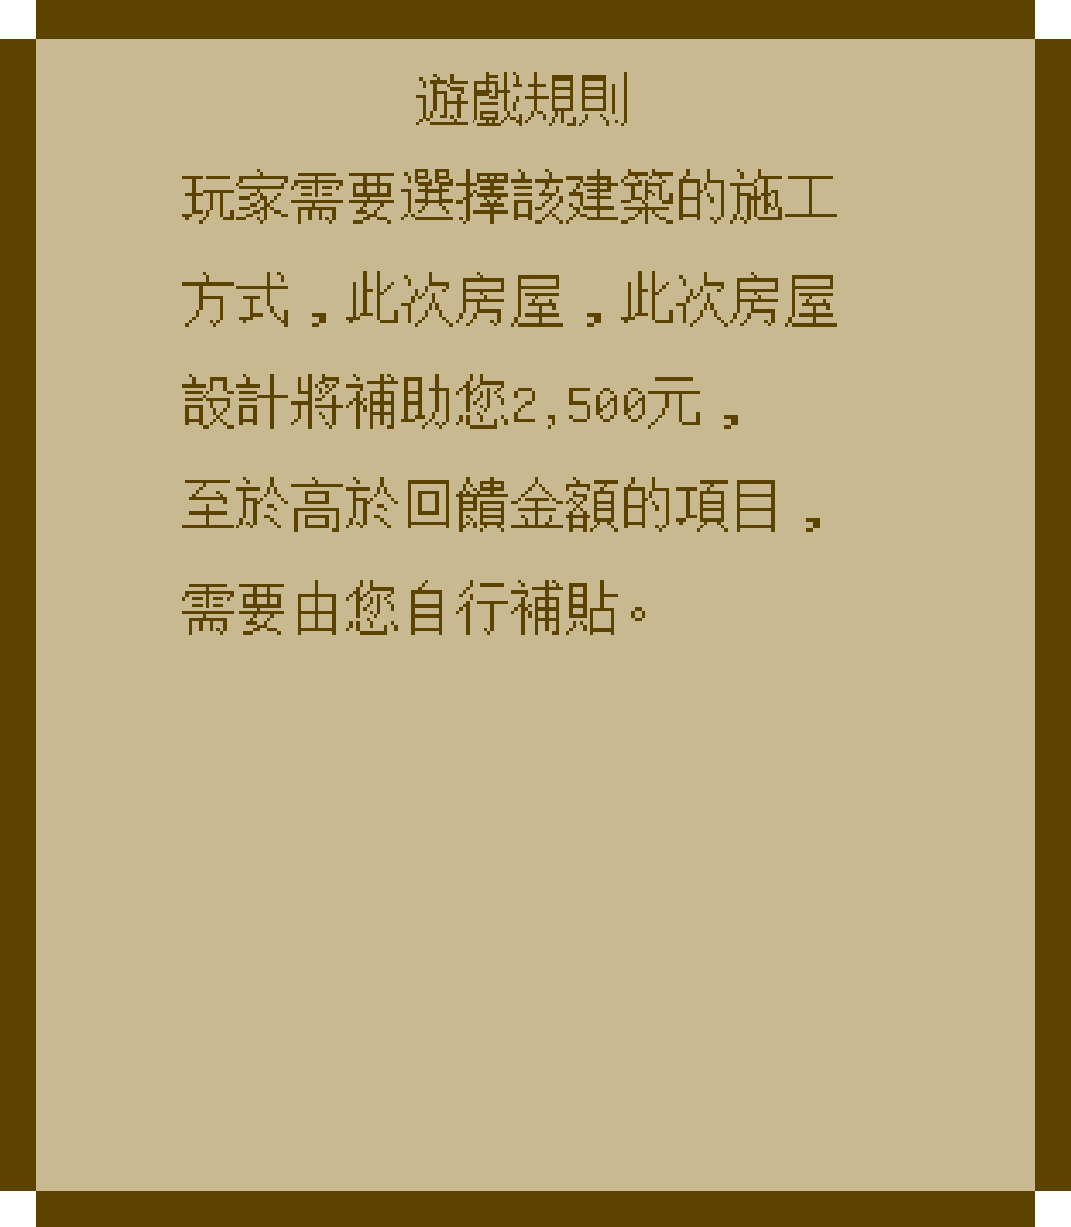 遊戲規則
玩家需要選擇該建築的施工
方式，此次房屋，此次房屋
設計將補助您2,500元，
至於高於回饋金額的項目，
需要由您自行補貼。